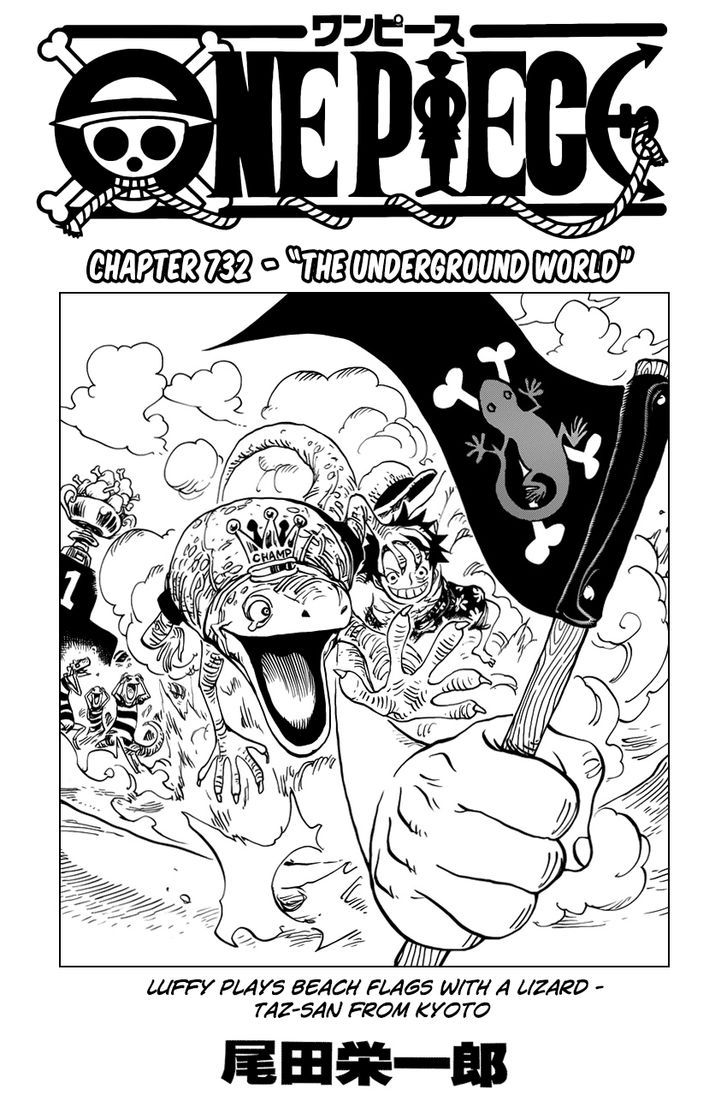 ワンピース
ONE PIECE
CHAPTER 732 - "THE UNDERGROUND WORLD"
CHAMP
1
LUFFY PLAYS BEACH FLAGS WITH A LIZARD -
TAZ-SAN FROM KYOTO
尾田栄一郎